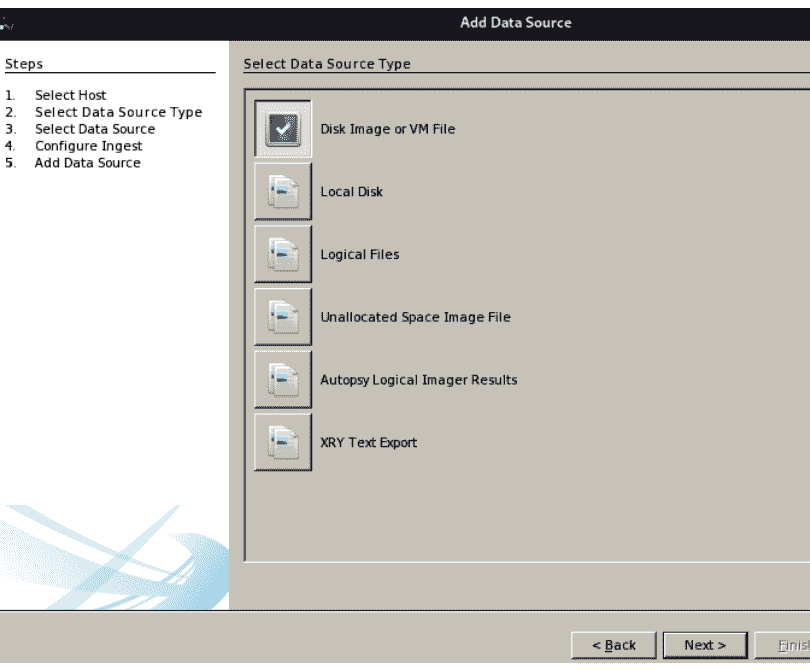 Add Data Source
Steps
1. Select Host
2. Select Data Source Type
3. Select Data Source
4. Configure Ingest
5. Add Data Source
Select Data Source Type
Disk Image or VM File
Local Disk
Logical Files
Unallocated Space Image File
Autopsy Logical Imager Results
XRY Text Export
< Back
Next >